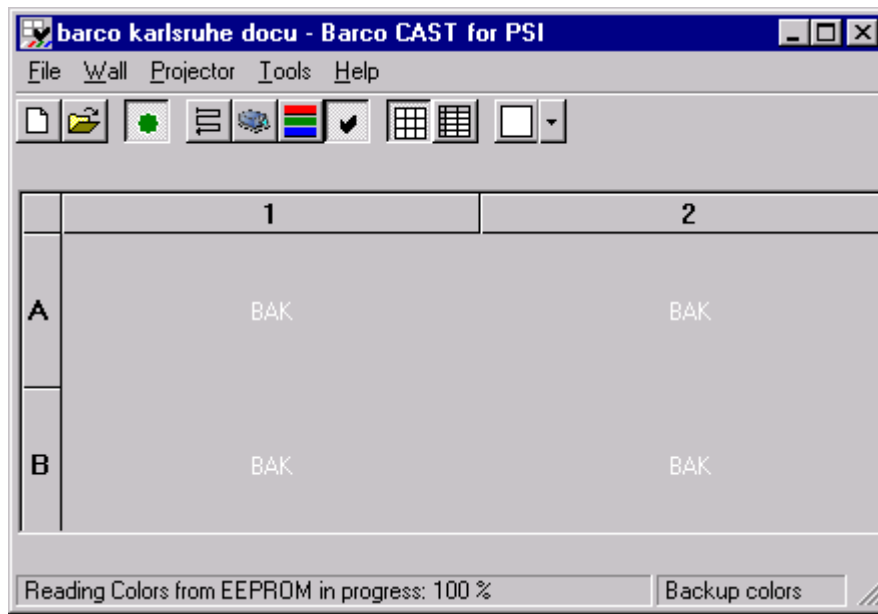 barco karlsruhe docu - Barco CAST for PSI
File Wall Projector Tools Help
1 2
A BAK BAK
B BAK BAK
Reading Colors from EEPROM in progress: 100 % Backup colors